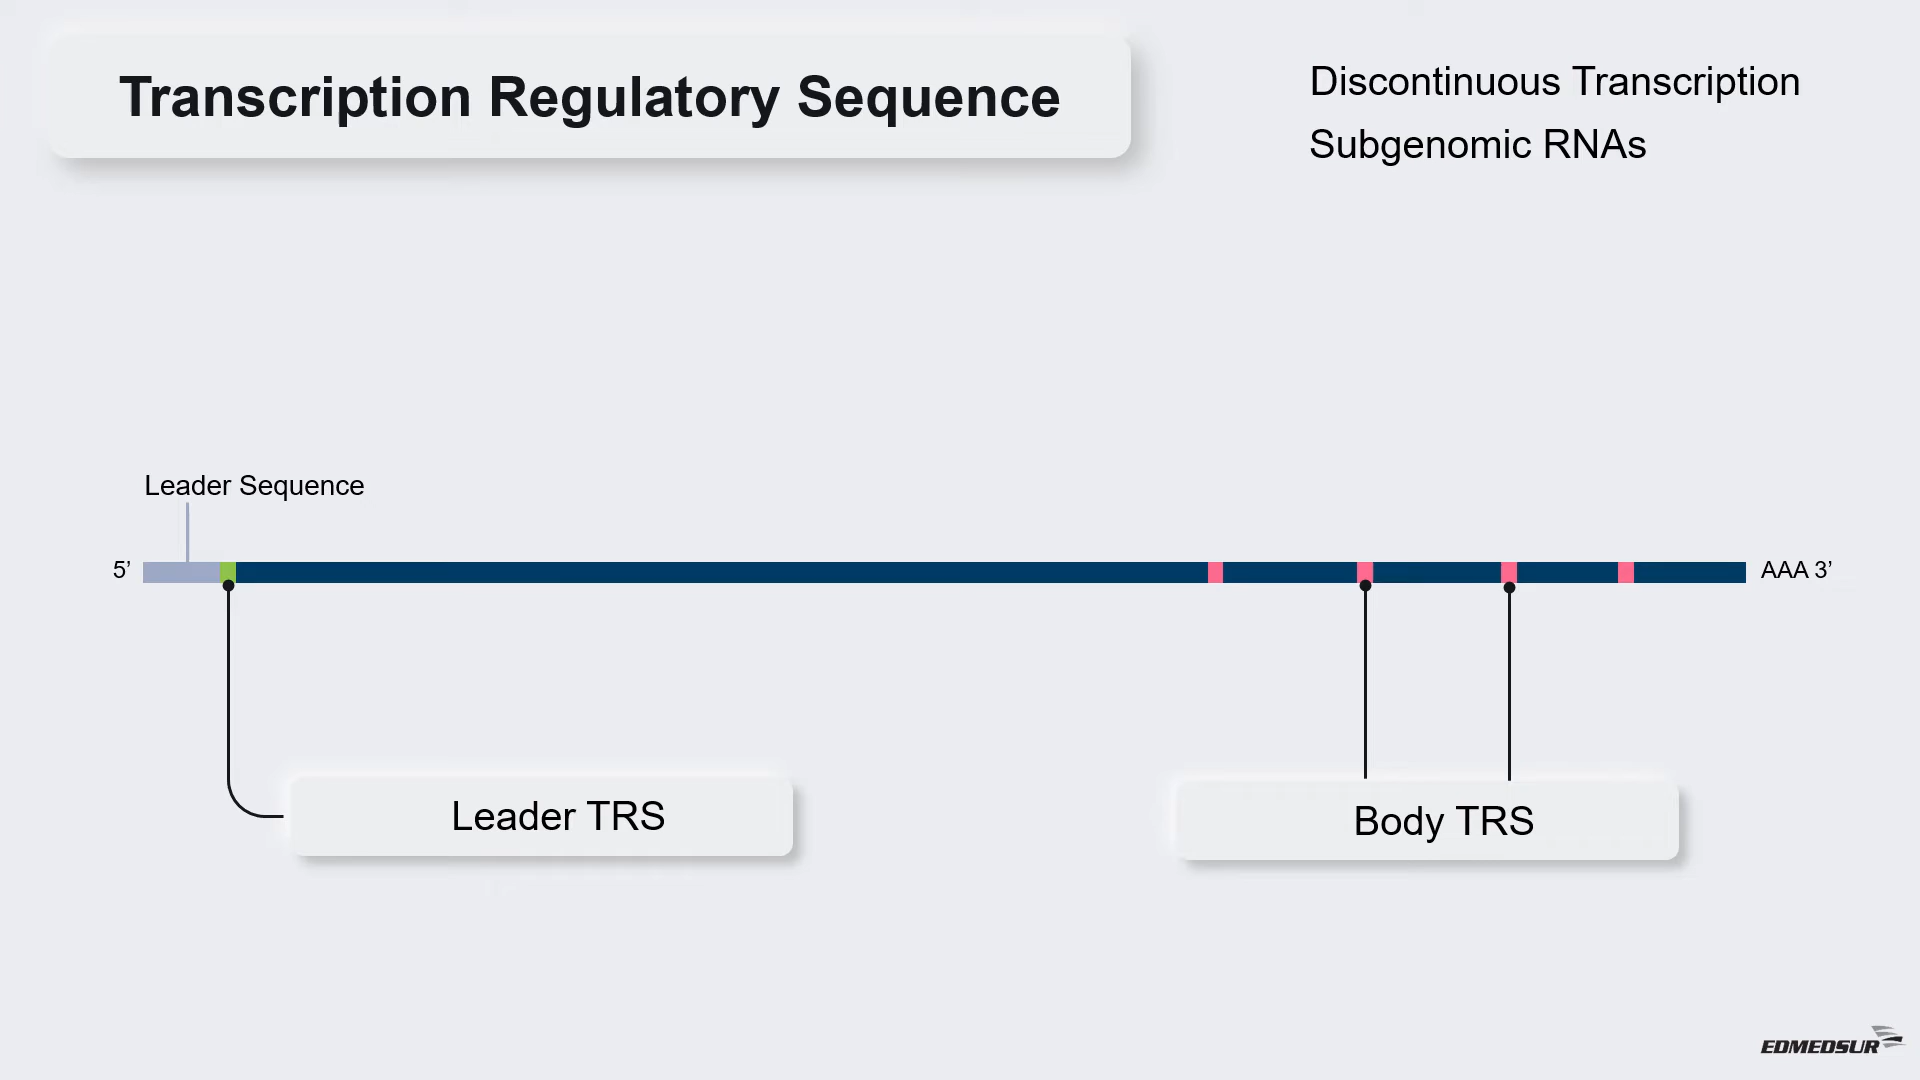 Transcription Regulatory Sequence
Discontinuous Transcription
Subgenomic RNAs
Leader Sequence
5’
AAA 3’
Leader TRS
Body TRS
EDMEDSUR